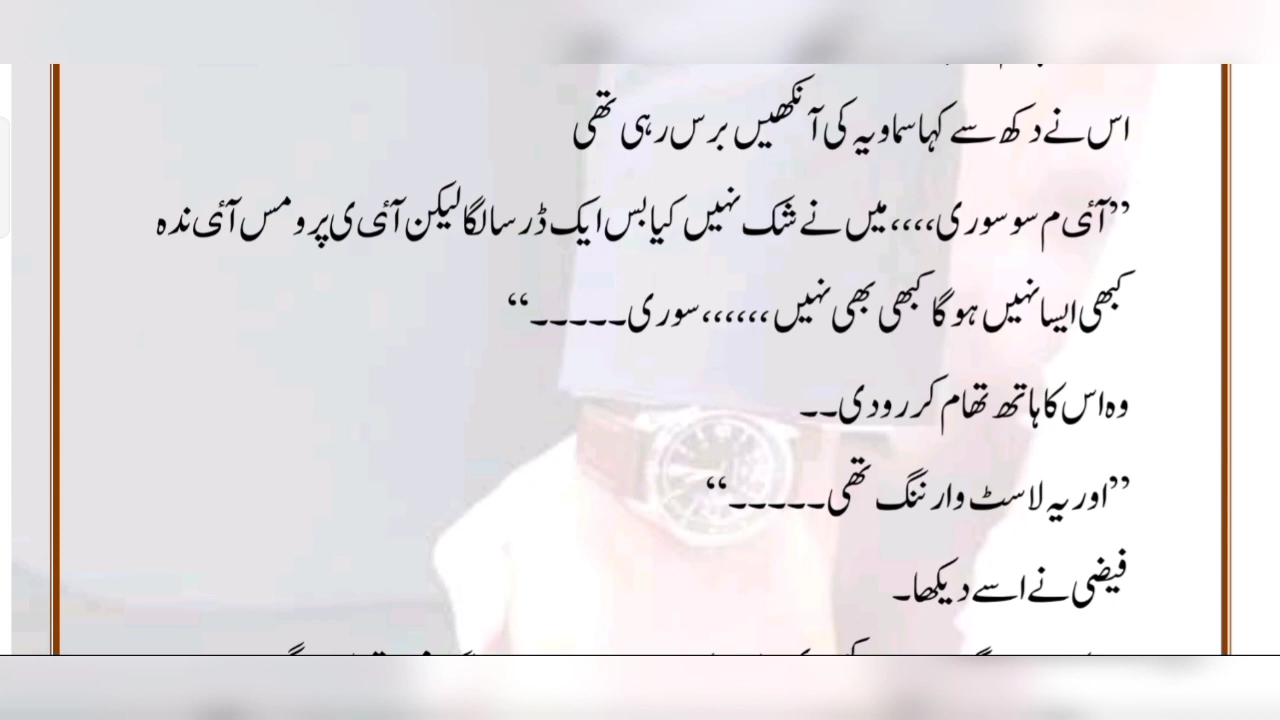 اس نے دکھ سے کہا سماویہ کی آنکھیں برس رہی تھی
”آئی م سو سوری،،،،میں نے شک نہیں کیا بس ایک ڈر سا لگا لیکن آئی ی پرومس آئی ندہ
کبھی ایسا نہیں ہو گا کبھی بھی نہیں،،،،،،سوری۔۔۔۔۔“
وہ اس کا ہاتھ تھام کر رو دی۔۔
”اور یہ لاسٹ وارننگ تھی۔۔۔۔۔“
فیضی نے اسے دیکھا۔